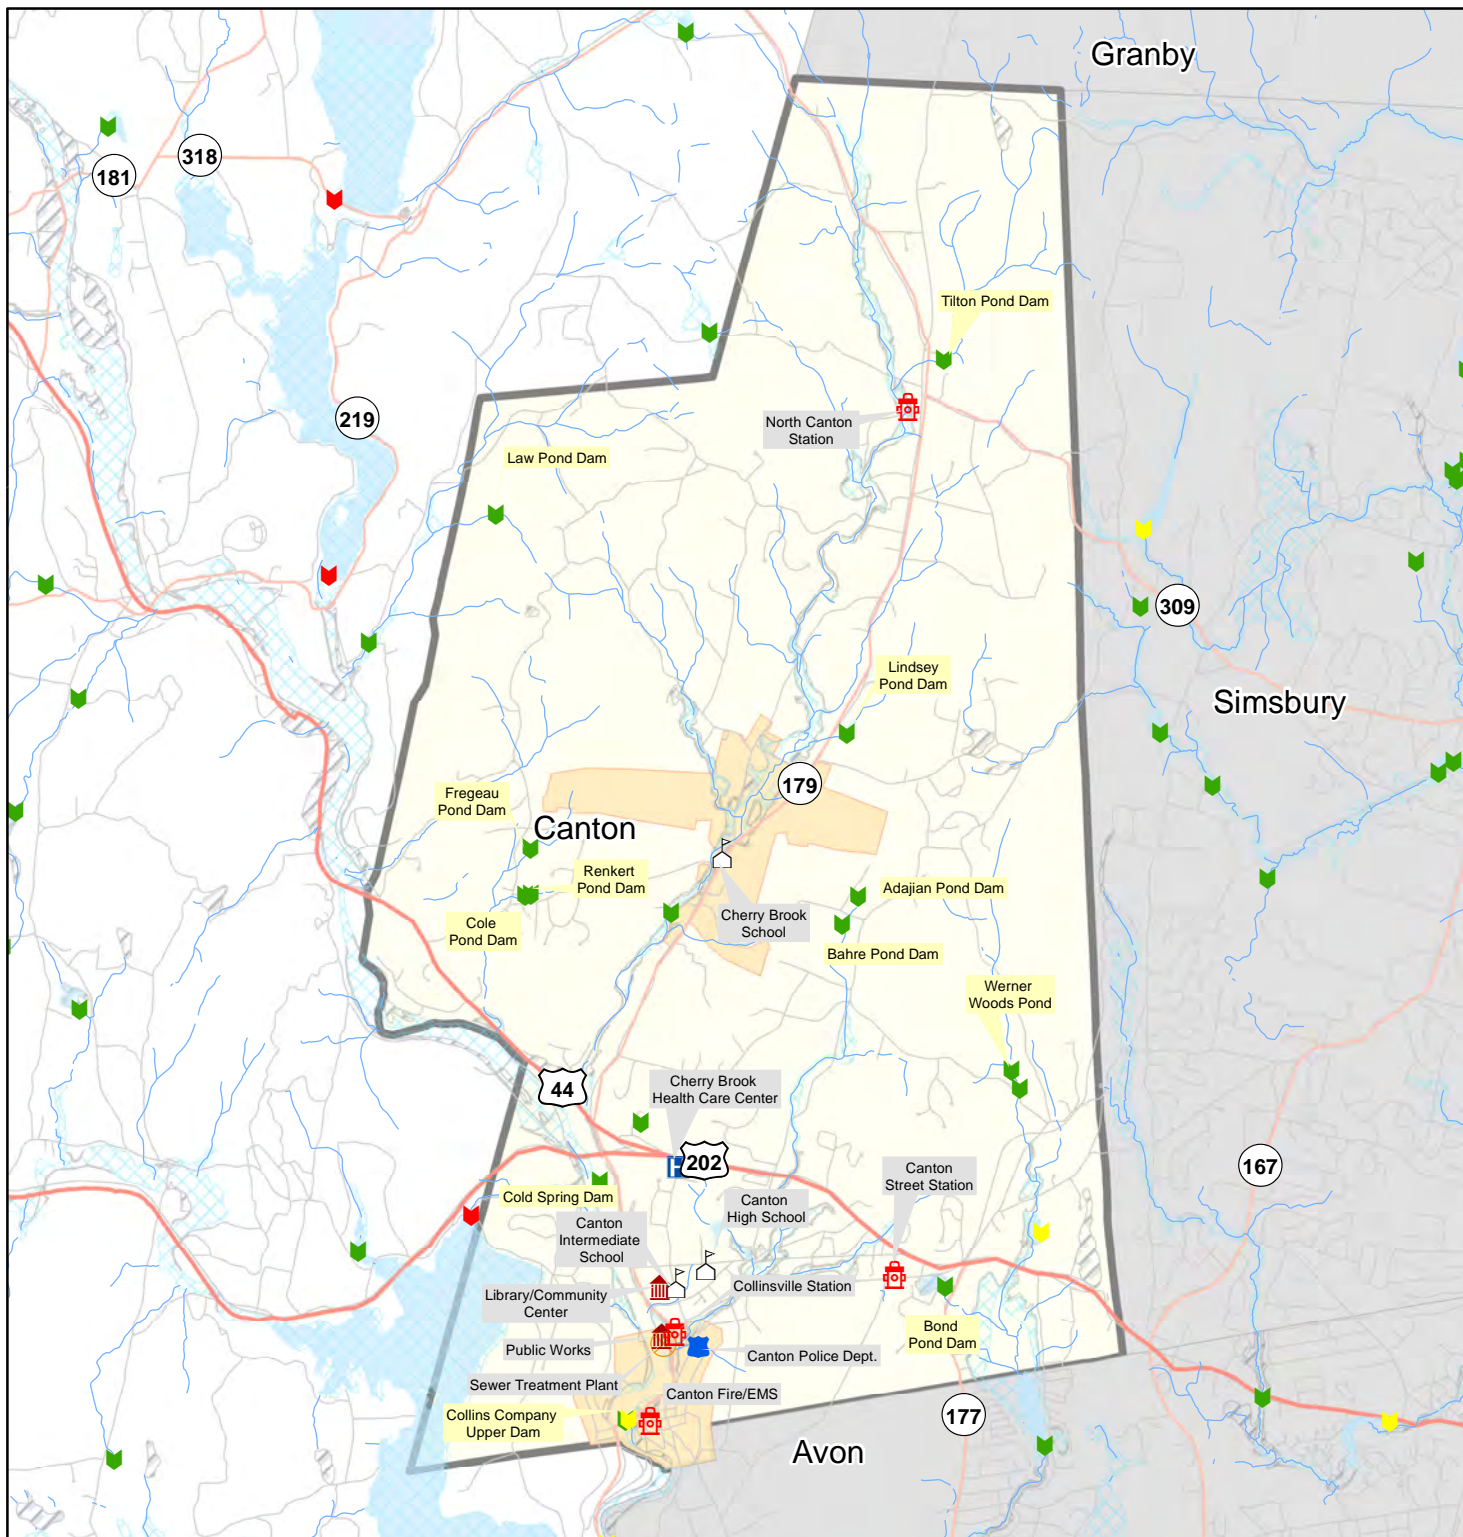 Granby
318
181
Tilton Pond Dam
219
North Canton
Station
Law Pond Dam
309
Lindsey
Pond Dam
Simsbury
179
Fregeau
Pond Dam
Canton
Renkert
Pond Dam
Adajian Pond Dam
Cherry Brook
School
Cole
Pond Dam
Bahre Pond Dam
Werner
Woods Pond
44
Cherry Brook
Health Care Center
H
202
167
Canton
Street Station
Cold Spring Dam
Canton
High School
Canton
Intermediate
School
Collinsville Station
Library/Community
Center
Bond
Pond Dam
Public Works
Canton Police Dept.
Sewer Treatment Plant
Canton Fire/EMS
Collins Company
Upper Dam
177
Avon